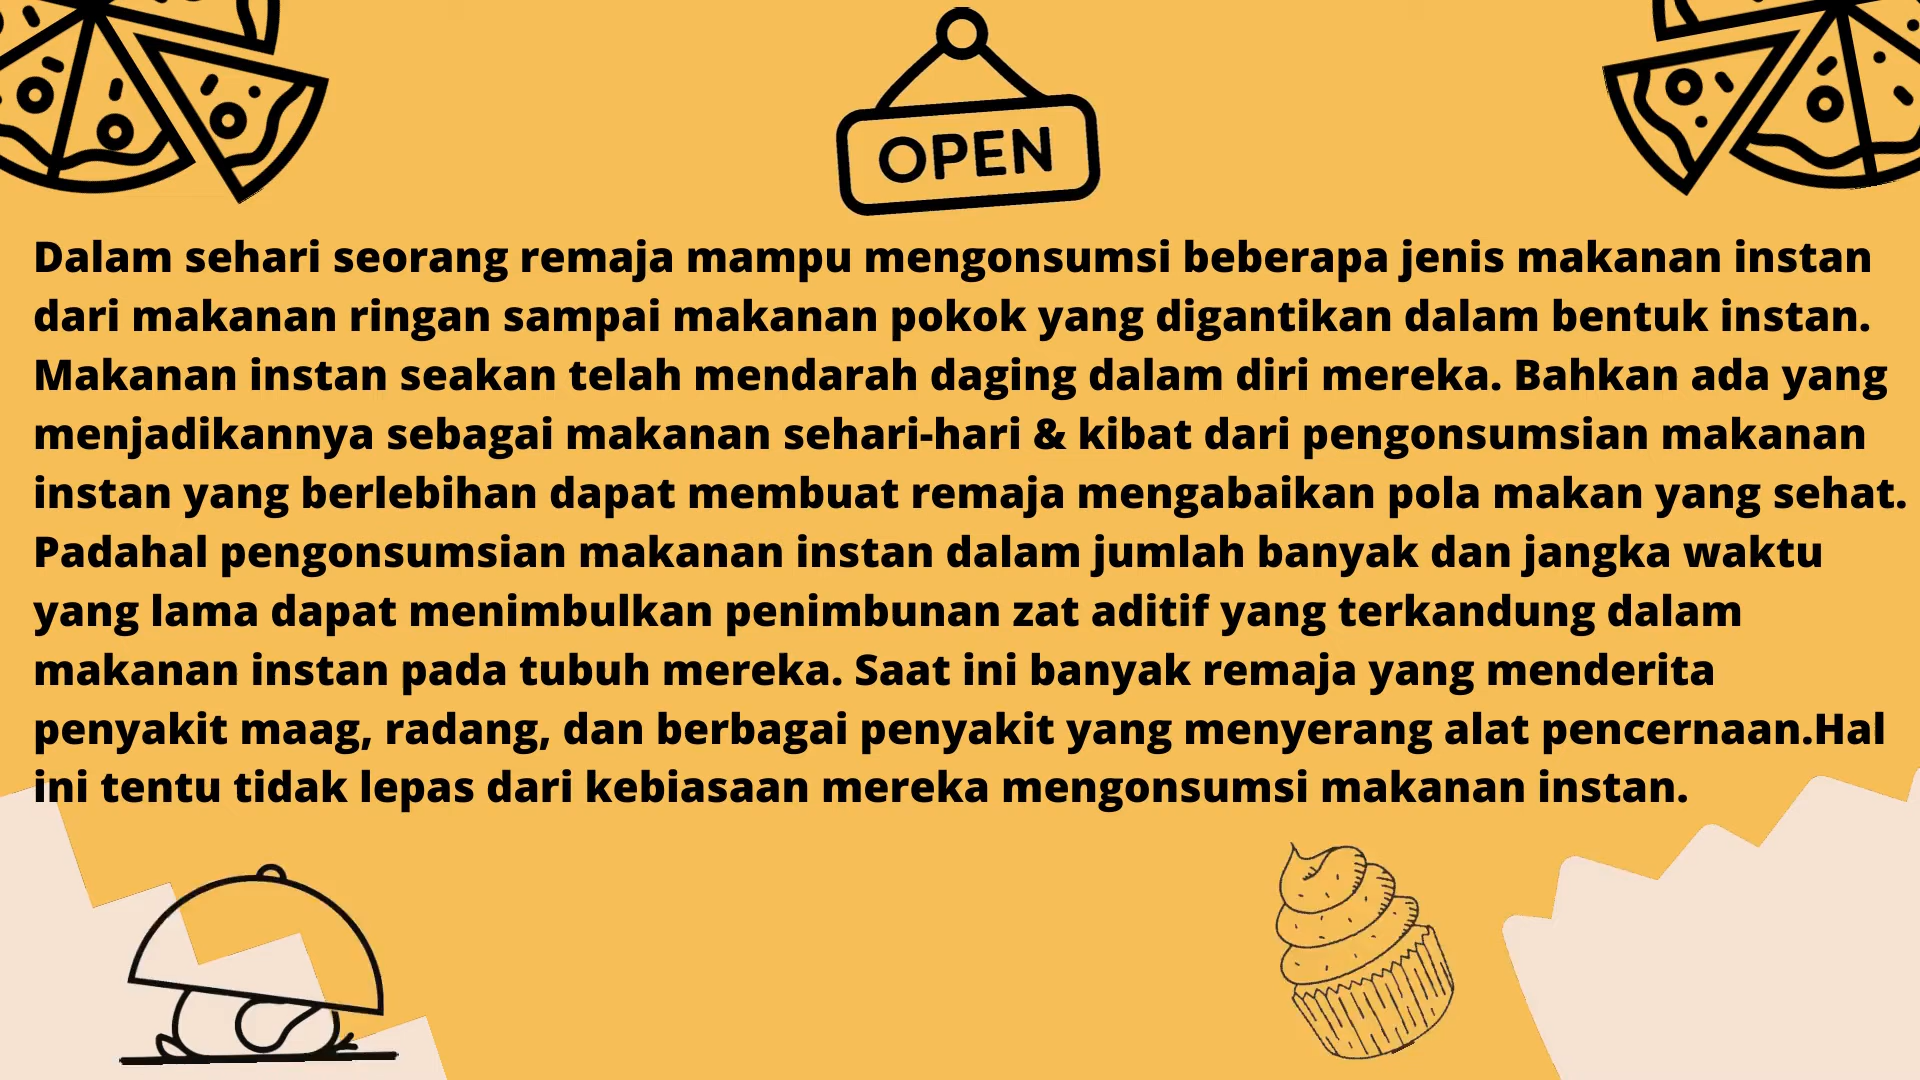 OPEN
Dalam sehari seorang remaja mampu mengonsumsi beberapa jenis makanan instan
dari makanan ringan sampai makanan pokok yang digantikan dalam bentuk instan.
Makanan instan seakan telah mendarah daging dalam diri mereka. Bahkan ada yang
menjadikannya sebagai makanan sehari-hari & kibat dari pengonsumsian makanan
instan yang berlebihan dapat membuat remaja mengabaikan pola makan yang sehat.
Padahal pengonsumsian makanan instan dalam jumlah banyak dan jangka waktu
yang lama dapat menimbulkan penimbunan zat aditif yang terkandung dalam
makanan instan pada tubuh mereka. Saat ini banyak remaja yang menderita
penyakit maag, radang, dan berbagai penyakit yang menyerang alat pencernaan.Hal
ini tentu tidak lepas dari kebiasaan mereka mengonsumsi makanan instan.